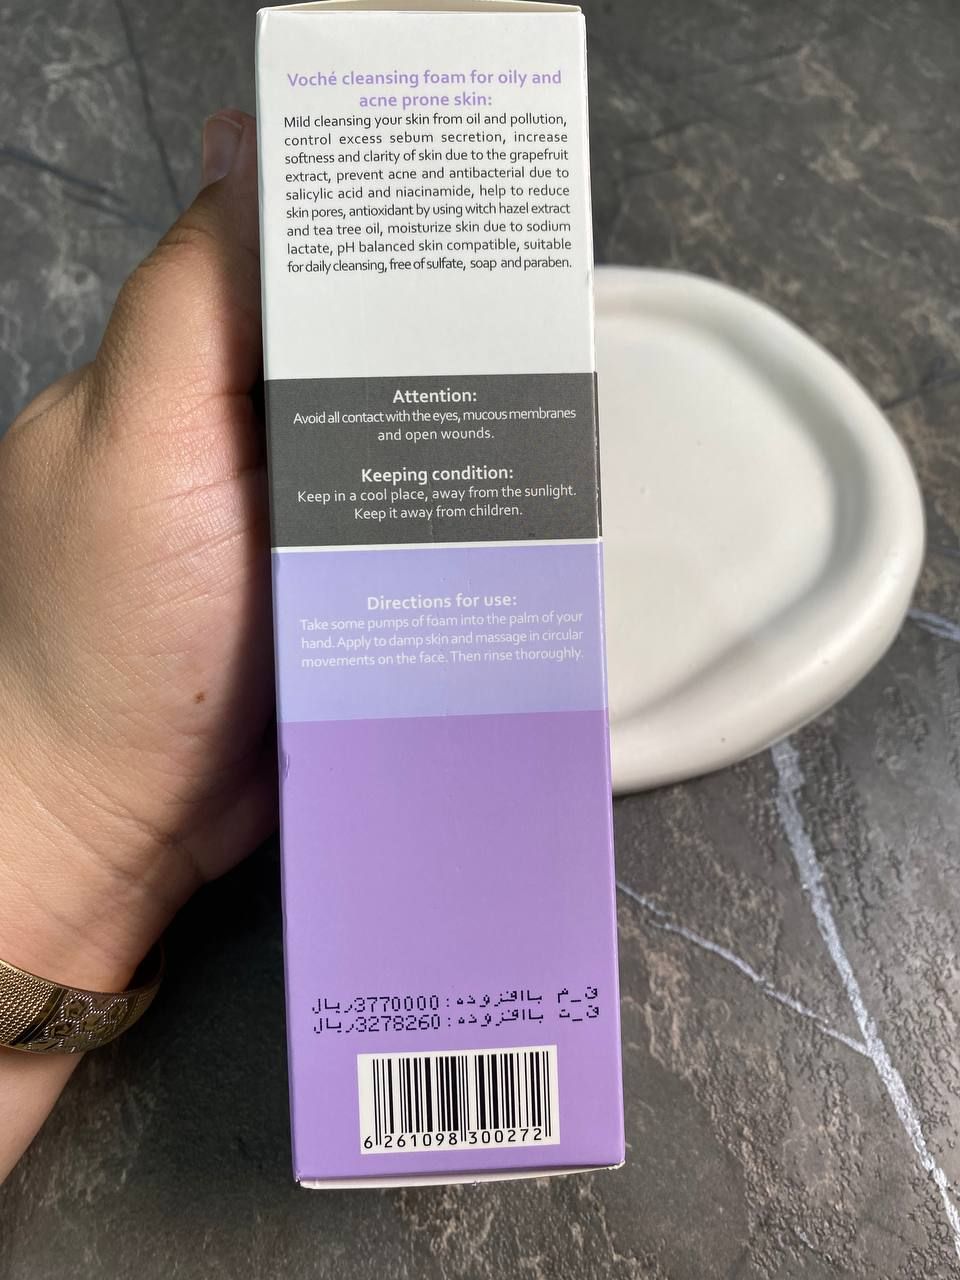 Voché cleansing foam for oily and
acne prone skin:
Mild cleansing your skin from oil and pollution,
control excess sebum secretion, increase
softness and clarity of skin due to the grapefruit
extract, prevent acne and antibacterial due to
salicylic acid and niacinamide, help to reduce
skin pores, antioxidant by using witch hazel extract
and tea tree oil, moisturize skin due to sodium
lactate, pH balanced skin compatible, suitable
for daily cleansing, free of sulfate, soap and paraben.
Attention:
Avoid all contact with the eyes, mucous membranes
and open wounds.
Keeping condition:
Keep in a cool place, away from the sunlight.
Keep it away from children.
Directions for use:
Take some pumps of foam into the palm of your
hand. Apply to damp skin and massage in circular
movements on the face. Then rinse thoroughly.
ق_م باافزوده: 3770000ریال
ق_ت باافزوده: 3278260ریال
6 261098 300272